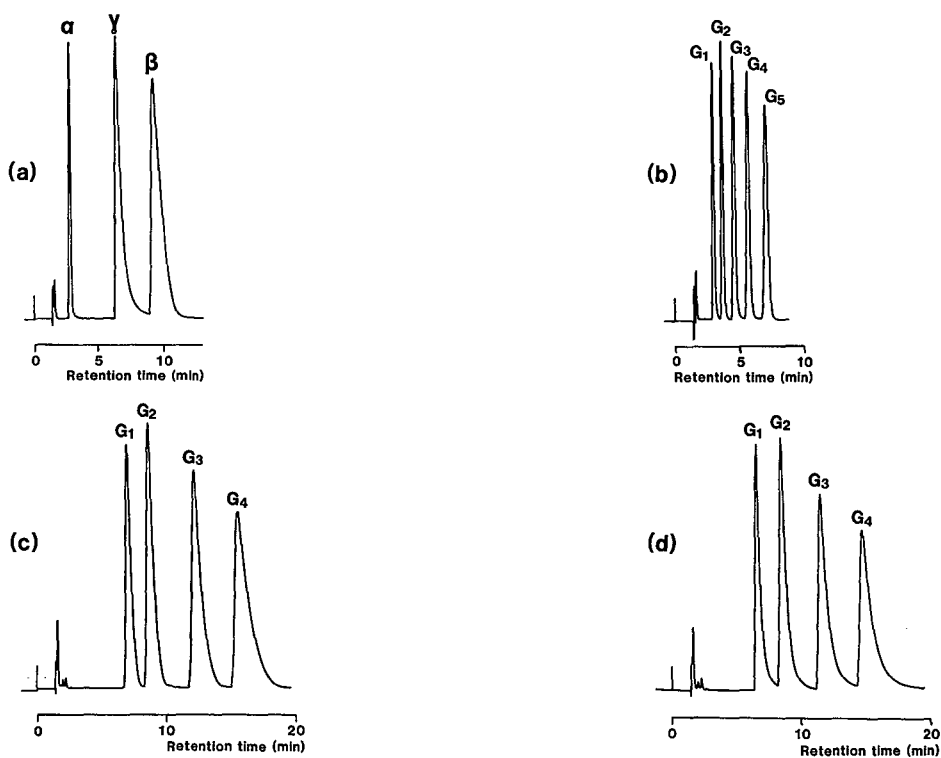 α γ β
(a)
0 5 10
Retention time (min)
G1 G2 G3 G4 G5
(b)
0 5 10
Retention time (min)
G1 G2 G3 G4
(c)
0 10 20
Retention time (min)
G1 G2 G3 G4
(d)
0 10 20
Retention time (min)